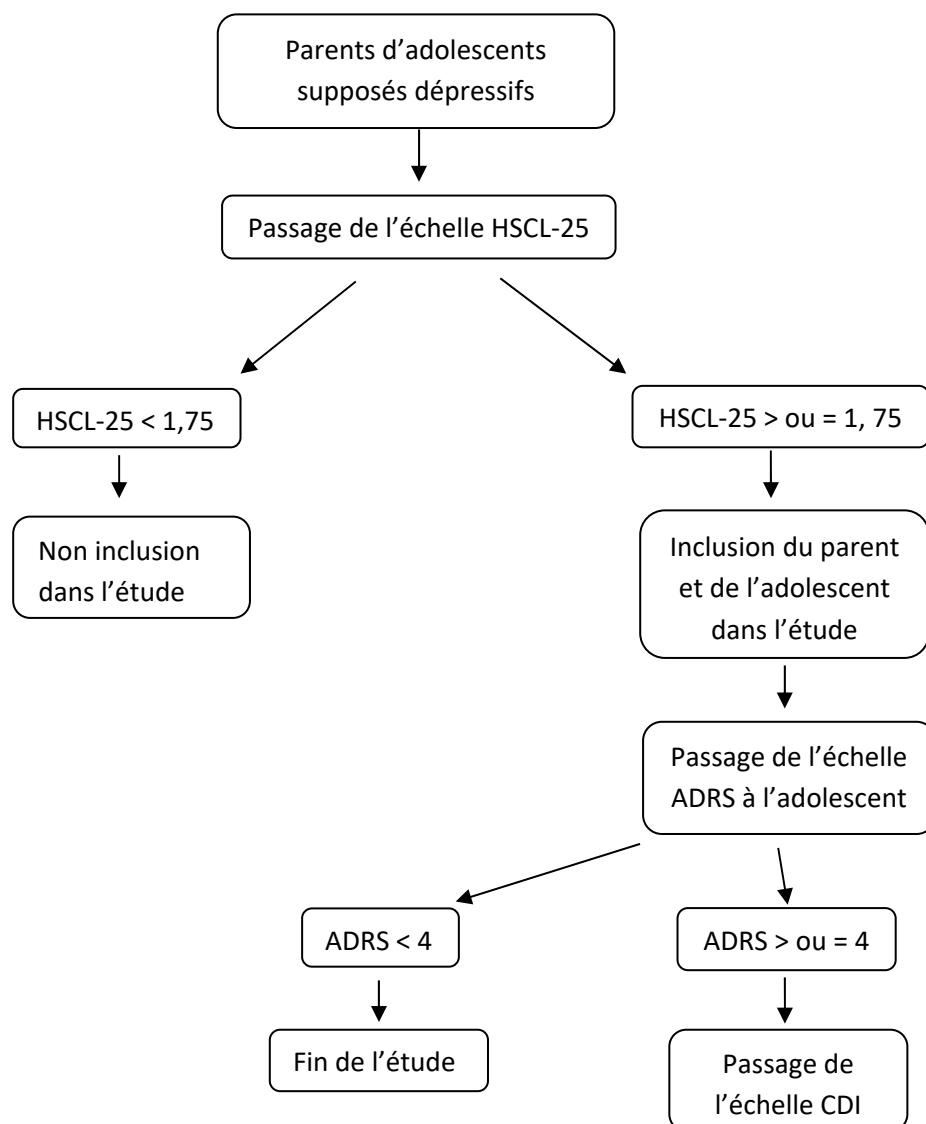 Parents d’adolescents
supposés dépressifs
Passage de l’échelle HSCL-25
HSCL-25 < 1,75
HSCL-25 > ou = 1, 75
Non inclusion
dans l’étude
Inclusion du parent
et de l’adolescent
dans l’étude
Passage de l’échelle
ADRS à l’adolescent
ADRS < 4
ADRS > ou = 4
Fin de l’étude
Passage de
l’échelle CDI